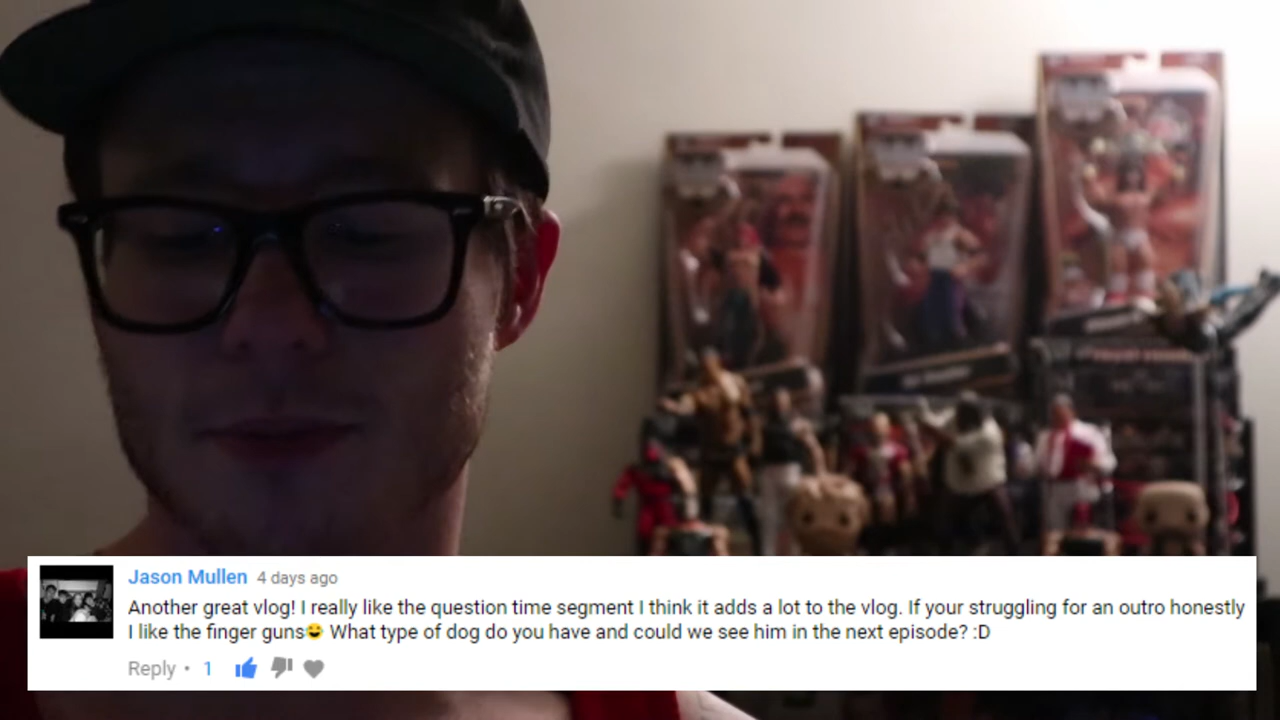 Jason Mullen 4 days ago
Another great vlog! I really like the question time segment I think it adds a lot to the vlog. If your struggling for an outro honestly
I like the finger guns😄 What type of dog do you have and could we see him in the next episode? :D
Reply • 1